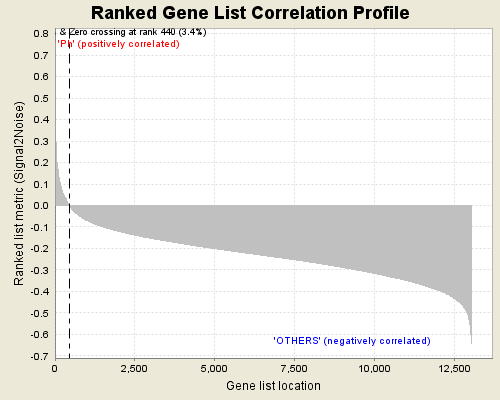 Ranked Gene List Correlation Profile
& Zero crossing at rank 440 (3.4%)
'Ph' (positively correlated)
0.8
0.7
0.6
0.5
0.4
0.3
0.2
0.1
0.0
-0.1
-0.2
-0.3
-0.4
-0.5
-0.6
-0.7
Ranked list metric (Signal2Noise)
'OTHERS' (negatively correlated)
0 2,500 5,000 7,500 10,000 12,500
Gene list location